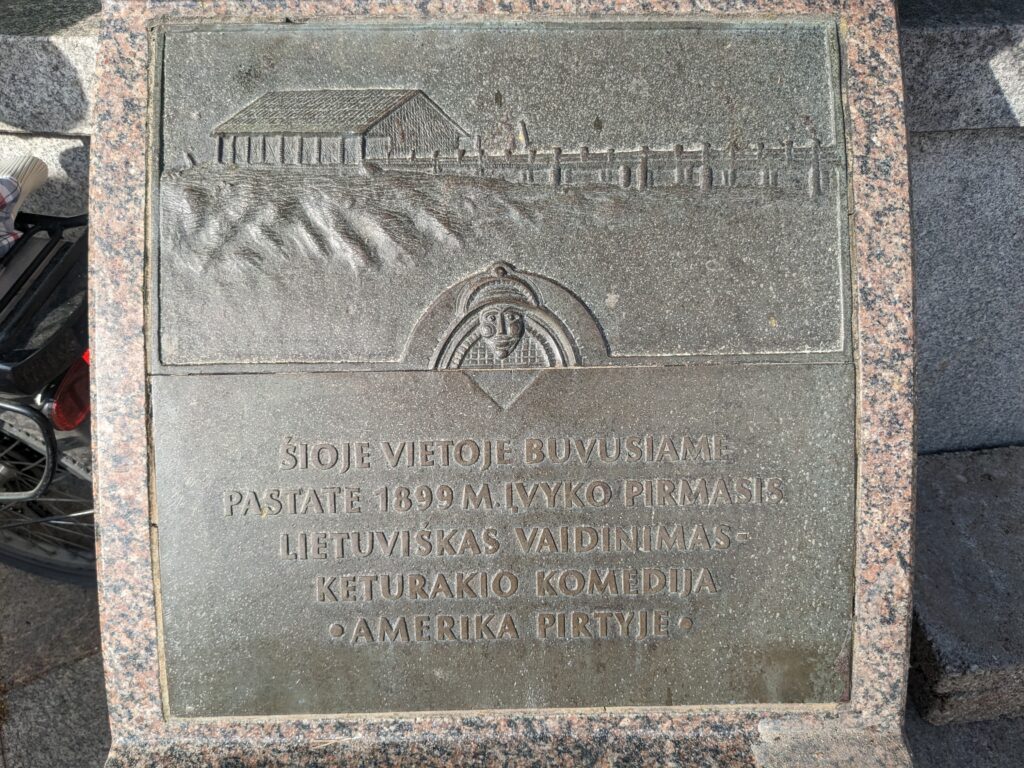 ŠIOJE VIETOJE BUVUSIAME
PASTATE 1899 M. ĮVYKO PIRMASIS
LIETUVIŠKAS VAIDINIMAS-
KETURAKIO KOMEDIJA
•AMERIKA PIRTYJE•